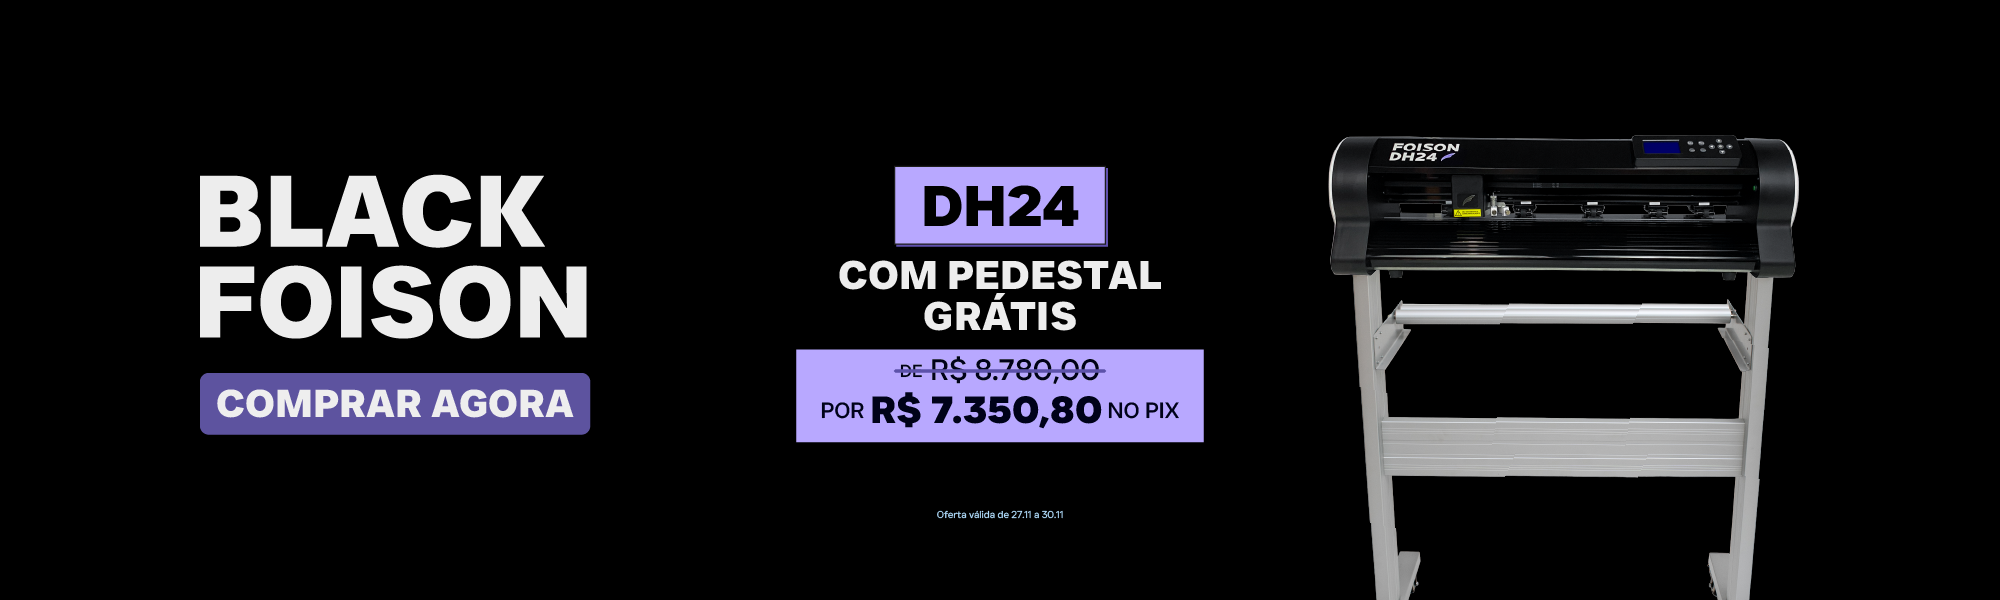 BLACK
FOISON
COMPRAR AGORA
DH24
COM PEDESTAL
GRÁTIS
DE R$ 8.780,00
POR R$ 7.350,80 NO PIX
Oferta válida de 27.11 a 30.11
FOISON
DH24